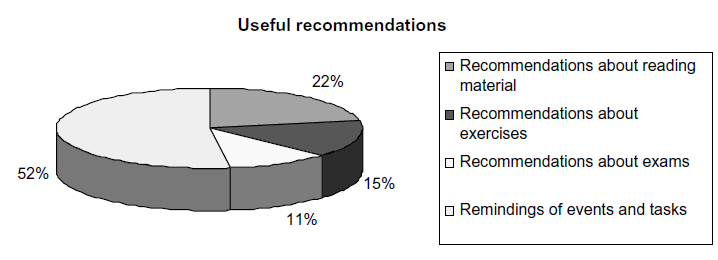 Useful recommendations
22%
52%
15%
11%
Recommendations about reading
material
Recommendations about
exercises
Recommendations about exams
Remindings of events and tasks